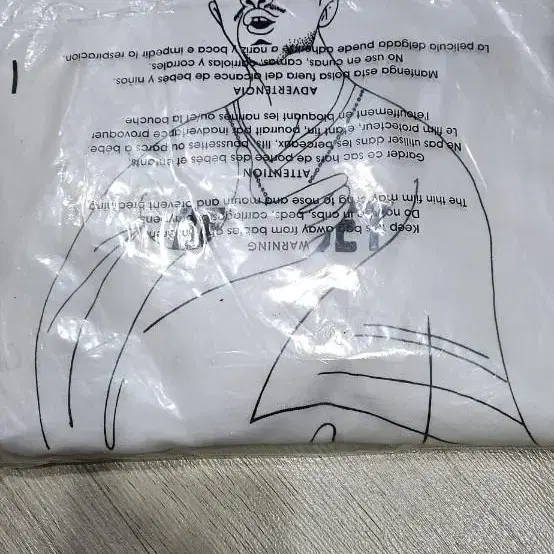 WARNING
Keep this bag away from babies
Do not use in cribs, beds, carriages
The thin film may cling to nose and mouth and prevent breathing
ATTENTION
Garder ce sac hors de portée des bébés et enfants.
Ne pas utiliser dans les berceaux, lits, poussettes ou porcs à bébé
Le film protecteur, étant fin, pourrait par inadvertance provoquer
l'étouffement en bloquant les narines ou/et la bouche
ADVERTENCIA
Mantenga esta bolsa fuera del alcance de bebés y niños.
No use en cunas, camas, carriolas y corrales
La película delgada puede adherirse a nariz y boca e impedir la respiración.